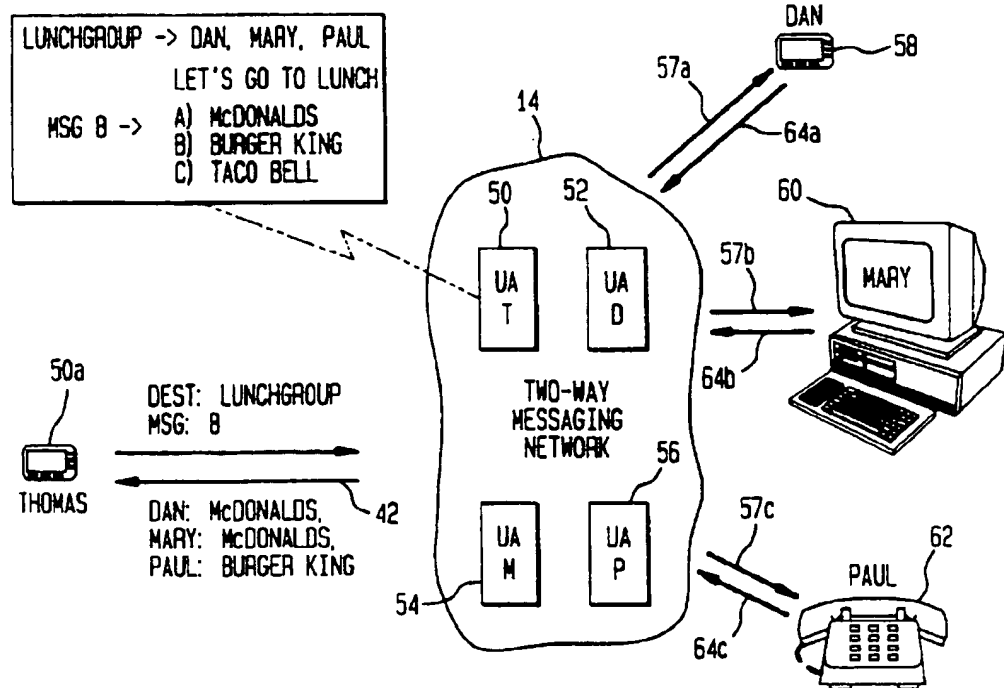 LUNCHGROUP -> DAN, MARY, PAUL
LET'S GO TO LUNCH
MSG 8 -> A) McDONALDS
B) BURGER KING
C) TACO BELL
DAN
58
57a
64a
14
50
52
UA
T
UA
D
60
57b
MARY
64b
50a
DEST: LUNCHGROUP
MSG: 8
THOMAS
42
DAN: McDONALDS,
MARY: McDONALDS,
PAUL: BURGER KING
TWO-WAY
MESSAGING
NETWORK
56
UA
M
UA
P
54
57c
64c
PAUL
62